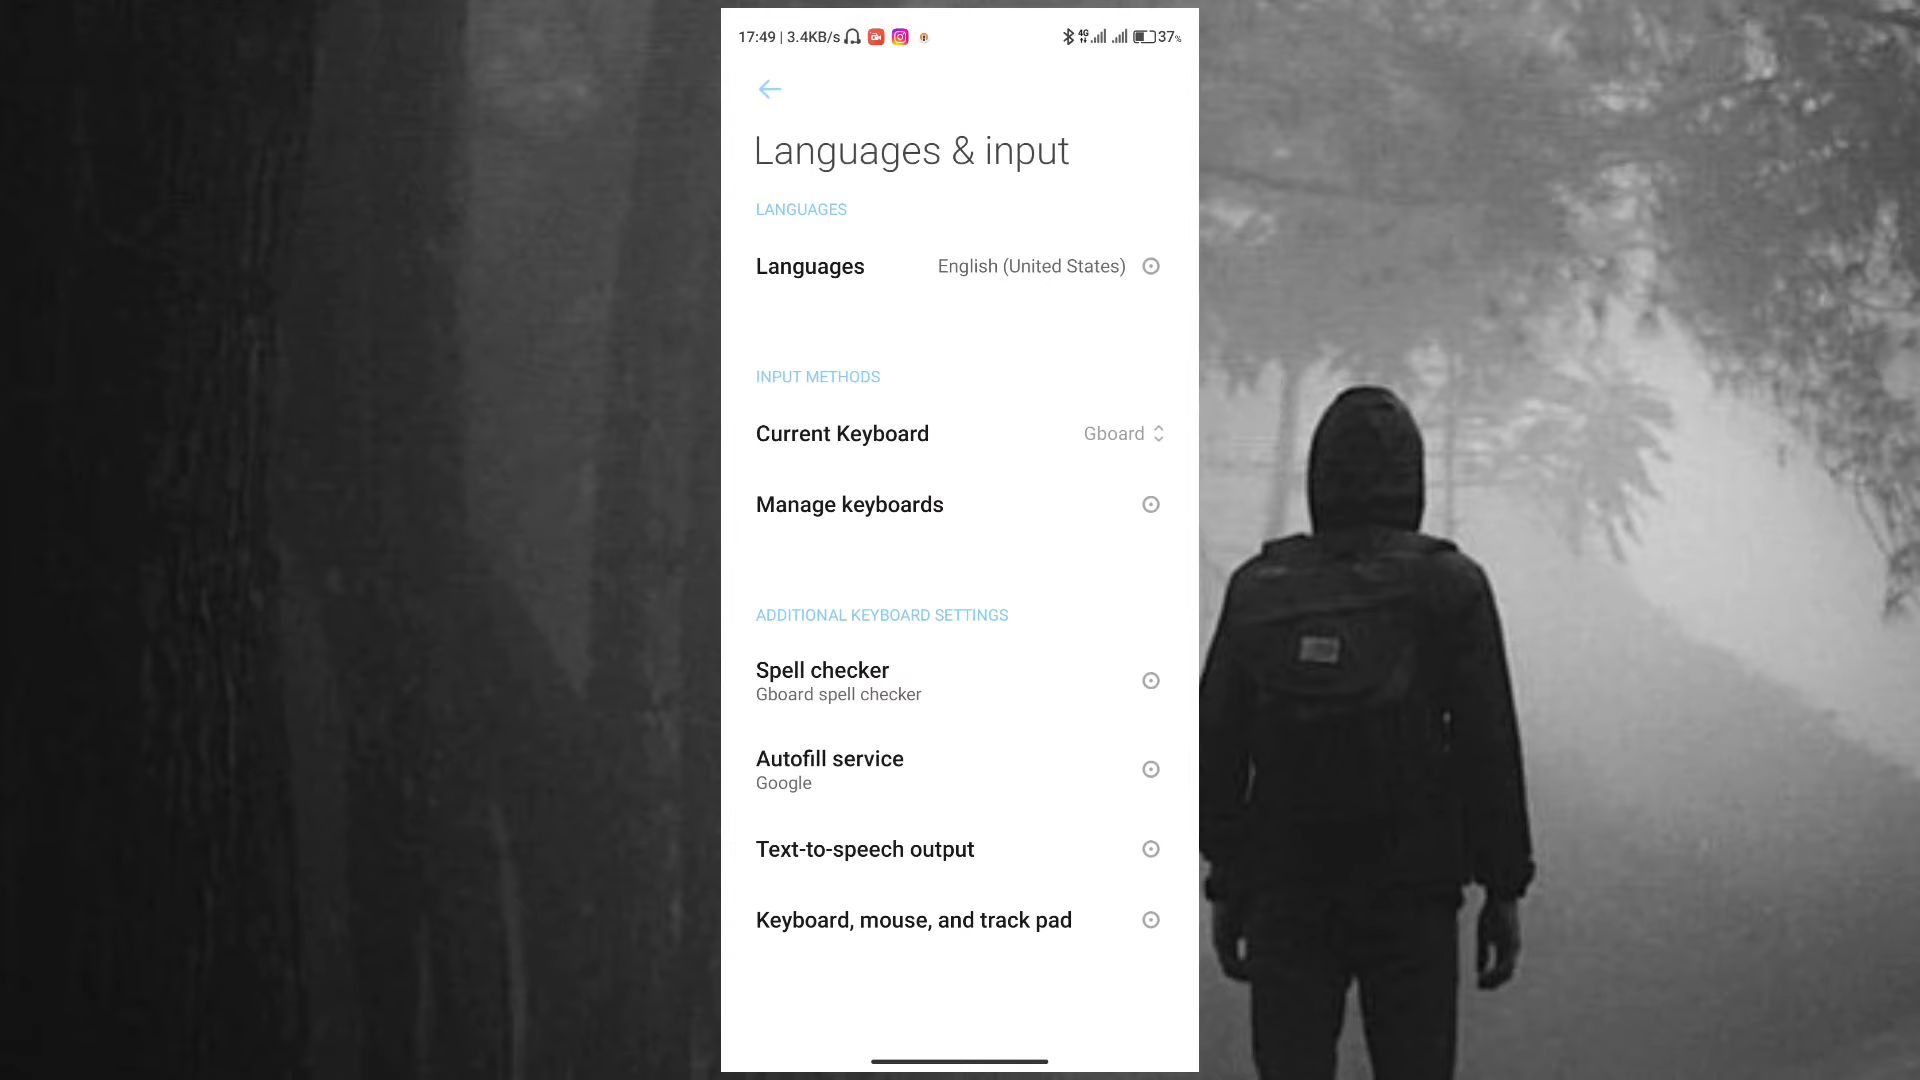 17:49 | 3.4KB/s 4G 37%
Languages & input
LANGUAGES
Languages English (United States)
INPUT METHODS
Current Keyboard Gboard
Manage keyboards
ADDITIONAL KEYBOARD SETTINGS
Spell checker
Gboard spell checker
Autofill service
Google
Text-to-speech output
Keyboard, mouse, and track pad